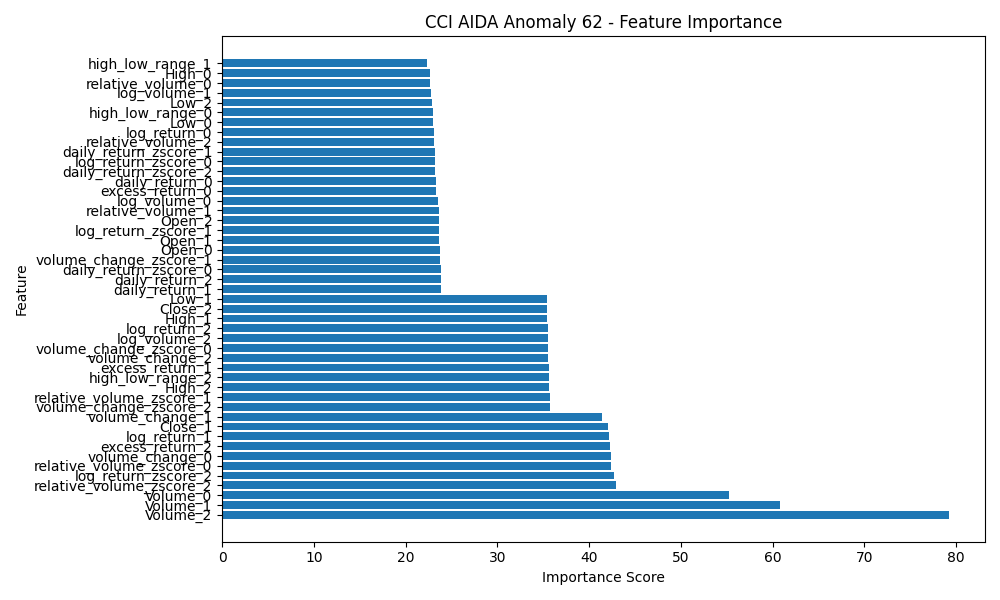 CCI AIDA Anomaly 62 - Feature Importance
high_low_range_1
High_0
relative_volume_0
log_volume_1
Low_2
high_low_range_0
Low_0
log_return_0
relative_volume_2
daily_return_zscore_1
log_return_zscore_0
daily_return_zscore_2
daily_return_0
excess_return_0
log_volume_0
relative_volume_1
Open_2
log_return_zscore_1
Open_1
Open_0
volume_change_zscore_1
daily_return_zscore_0
daily_return_2
daily_return_1
Low_1
Close_2
High_1
log_return_2
log_volume_2
volume_change_zscore_0
volume_change_2
excess_return_1
high_low_range_2
High_2
relative_volume_zscore_1
volume_change_zscore_2
volume_change_1
Close_1
log_return_1
excess_return_2
volume_change_0
relative_volume_zscore_0
log_return_zscore_2
relative_volume_zscore_2
Volume_0
Volume_1
Volume_2
Feature
0 10 20 30 40 50 60 70 80
Importance Score